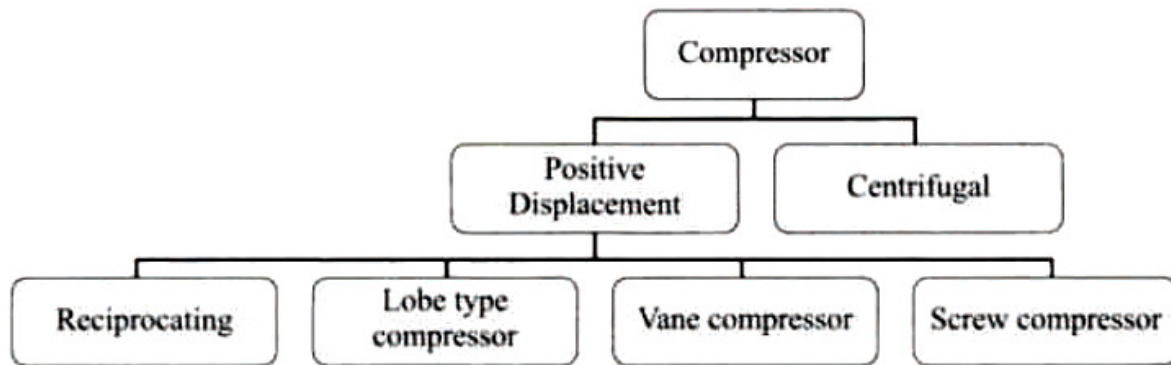 Compressor
Positive
Displacement
Centrifugal
Reciprocating
Lobe type
compressor
Vane compressor
Screw compressor